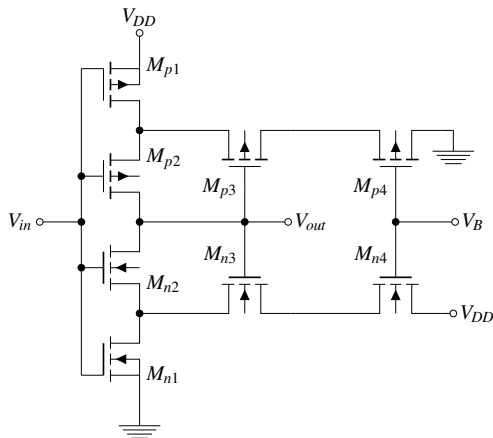 V_DD
M_p1
M_p2
M_p3
M_p4
V_in
V_out
V_B
M_n3
M_n4
M_n2
V_DD
M_n1